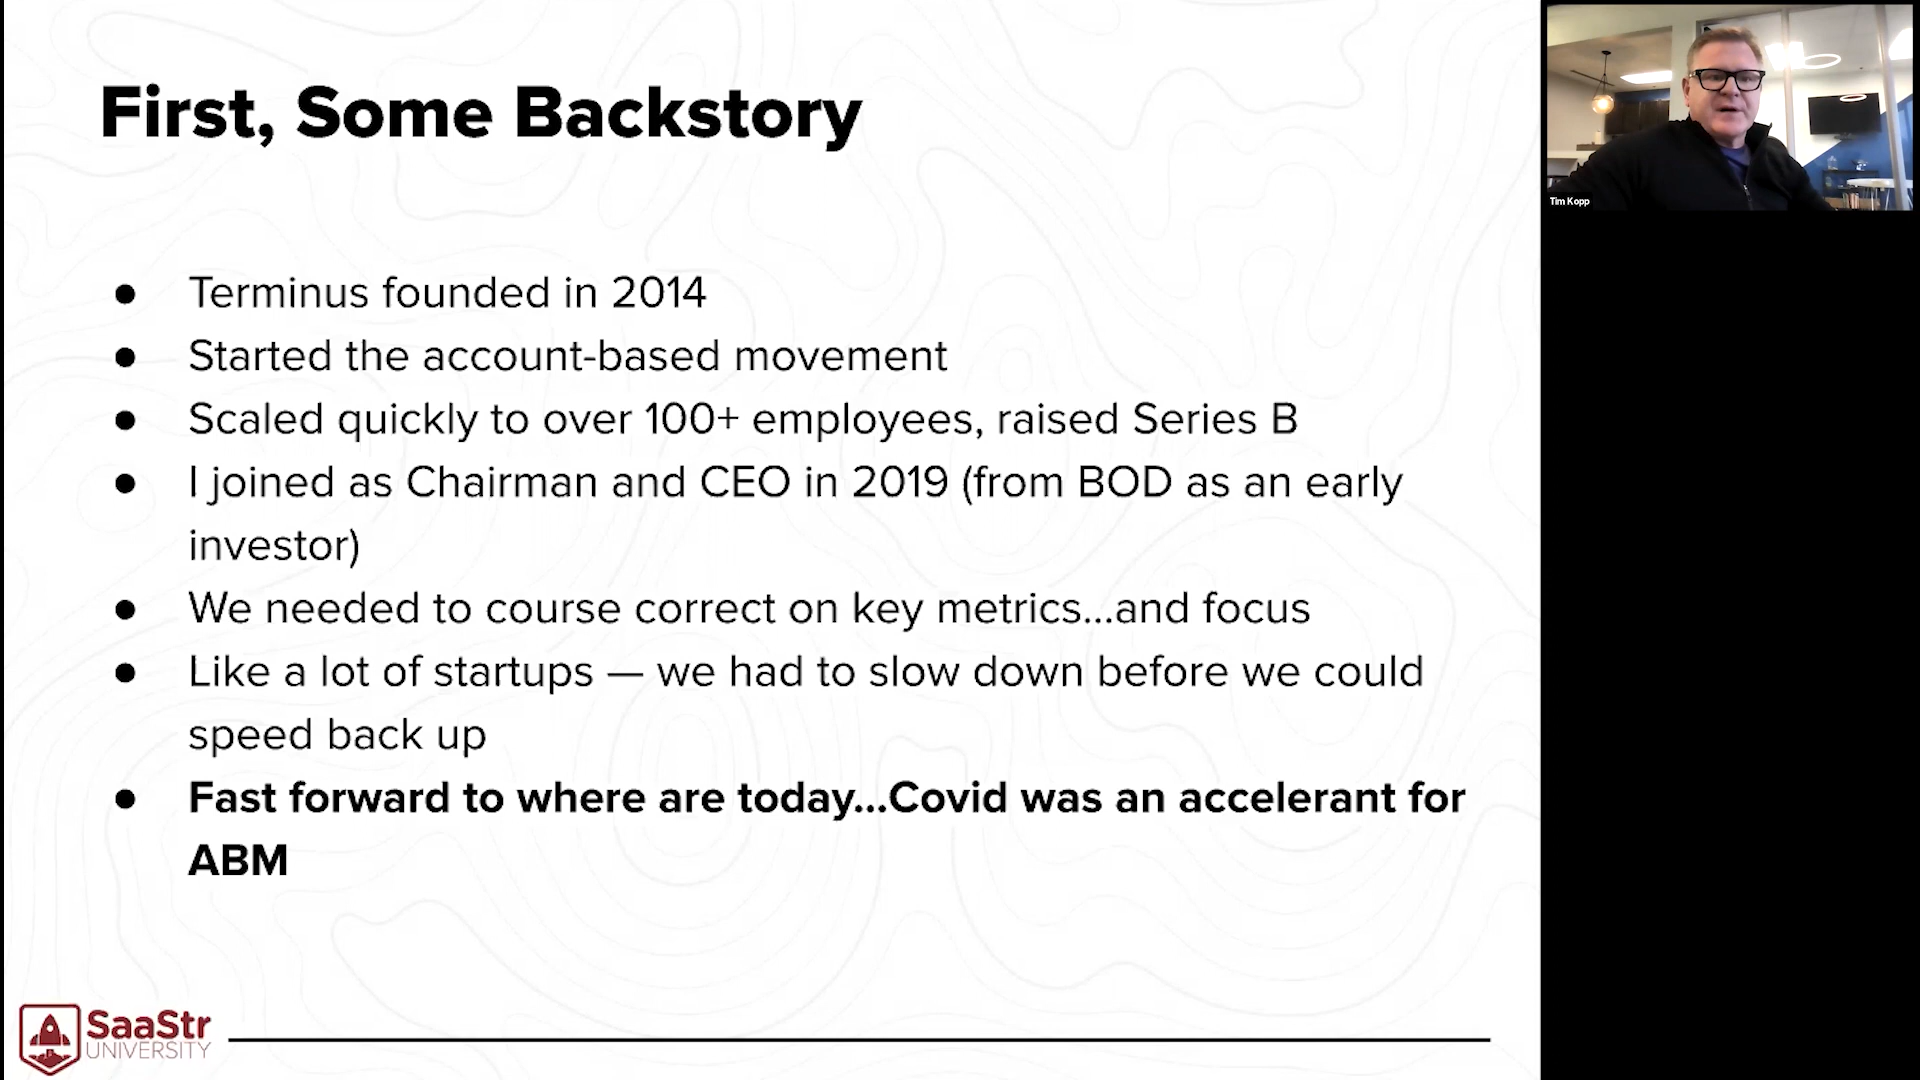 First, Some Backstory
Tim Kopp
● Terminus founded in 2014
● Started the account-based movement
● Scaled quickly to over 100+ employees, raised Series B
● I joined as Chairman and CEO in 2019 (from BOD as an early
investor)
● We needed to course correct on key metrics...and focus
● Like a lot of startups — we had to slow down before we could
speed back up
● Fast forward to where are today...Covid was an accelerant for
ABM
SaaStr
UNIVERSITY